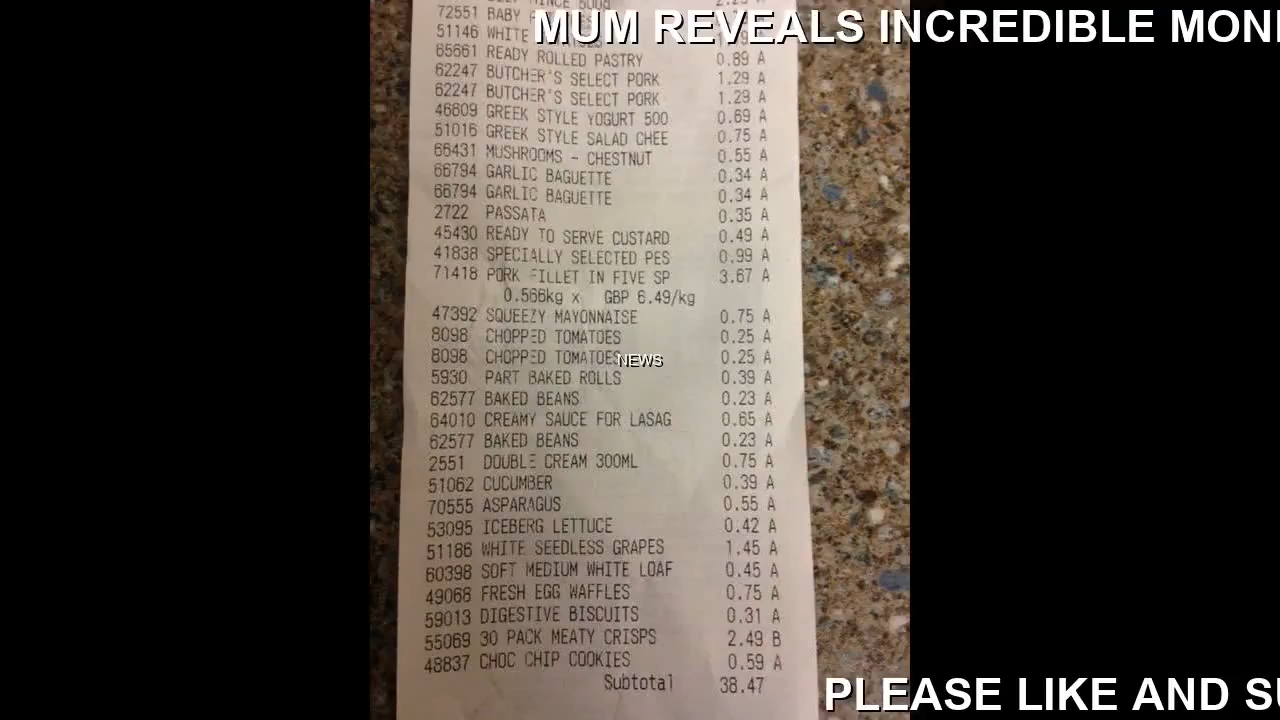 MUM REVEALS INCREDIBLE MON
MINCE 500g
72551 BABY
51146 WHITE
65661 READY ROLLED PASTRY 0.89 A
62247 BUTCHER'S SELECT PORK 1.29 A
62247 BUTCHER'S SELECT PORK 1.29 A
46809 GREEK STYLE YOGURT 500 0.69 A
51016 GREEK STYLE SALAD CHEE 0.75 A
66431 MUSHROOMS - CHESTNUT 0.55 A
66794 GARLIC BAGUETTE 0.34 A
66794 GARLIC BAGUETTE 0.34 A
2722 PASSATA 0.35 A
45430 READY TO SERVE CUSTARD 0.49 A
41838 SPECIALLY SELECTED PES 0.99 A
71418 PORK FILLET IN FIVE SP 3.67 A
0.566kg x GBP 6.49/kg
47392 SQUEEZY MAYONNAISE 0.75 A
8098 CHOPPED TOMATOES 0.25 A
8098 CHOPPED TOMATOES 0.25 A
NEWS
5930 PART BAKED ROLLS 0.39 A
62577 BAKED BEANS 0.23 A
64010 CREAMY SAUCE FOR LASAG 0.65 A
62577 BAKED BEANS 0.23 A
2551 DOUBLE CREAM 300ML 0.75 A
51062 CUCUMBER 0.39 A
70555 ASPARAGUS 0.55 A
53095 ICEBERG LETTUCE 0.42 A
51186 WHITE SEEDLESS GRAPES 1.45 A
60398 SOFT MEDIUM WHITE LOAF 0.45 A
49068 FRESH EGG WAFFLES 0.75 A
59013 DIGESTIVE BISCUITS 0.31 A
55069 30 PACK MEATY CRISPS 2.49 B
48837 CHOC CHIP COOKIES 0.59 A
Subtotal 38.47
PLEASE LIKE AND S